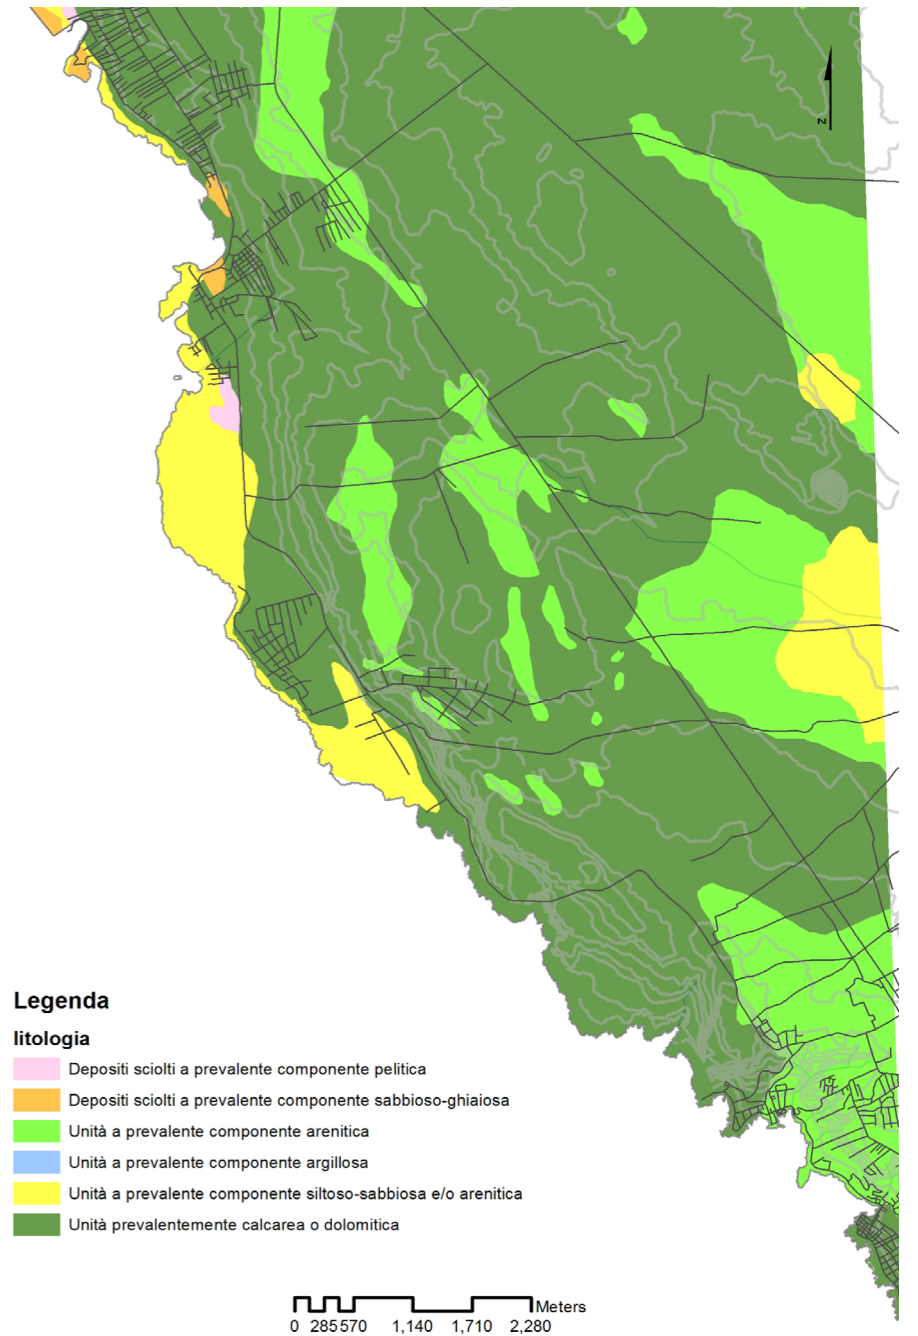 N
Legenda
litologia
Depositi sciolti a prevalente componente pelitica
Depositi sciolti a prevalente componente sabbioso-ghiaiosa
Unità a prevalente componente arenitica
Unità a prevalente componente argillosa
Unità a prevalente componente siltoso-sabbiosa e/o arenitica
Unità prevalentemente calcarea o dolomitica
Meters
0 285 570 1,140 1,710 2,280